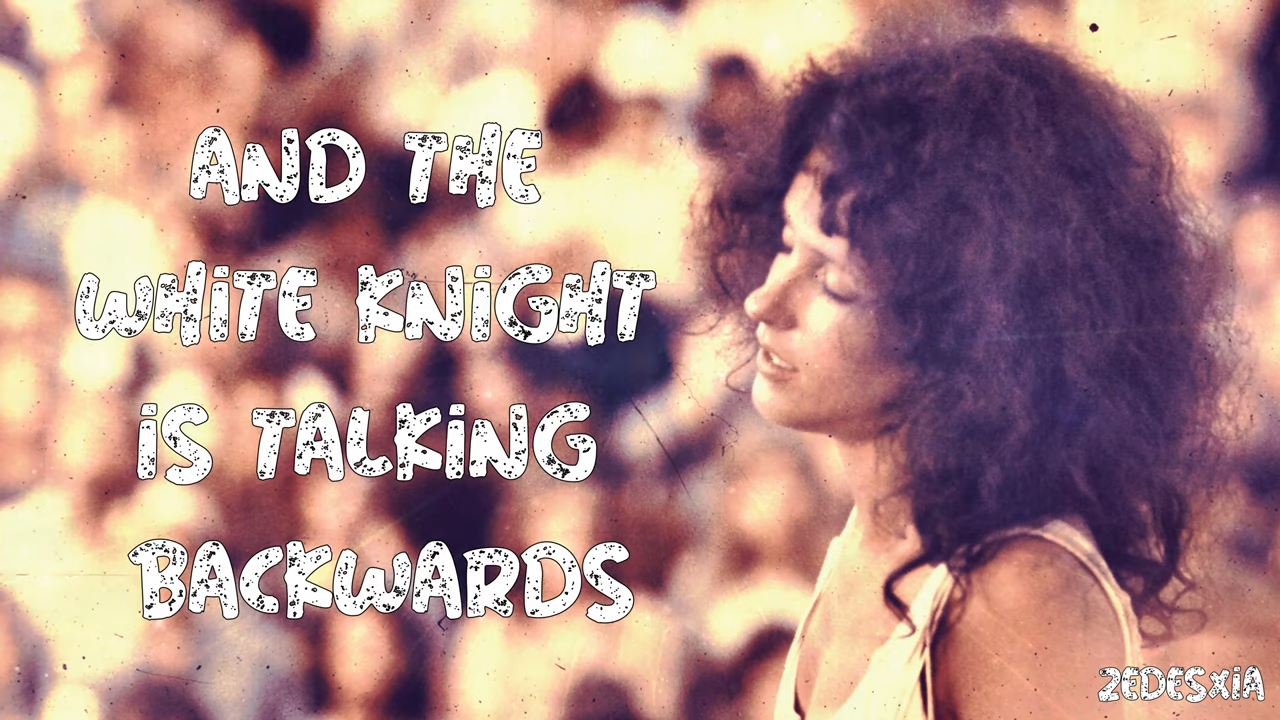 AND THE
WHITE KNIGHT
IS TALKING
BACKWARDS
2EDESXIA